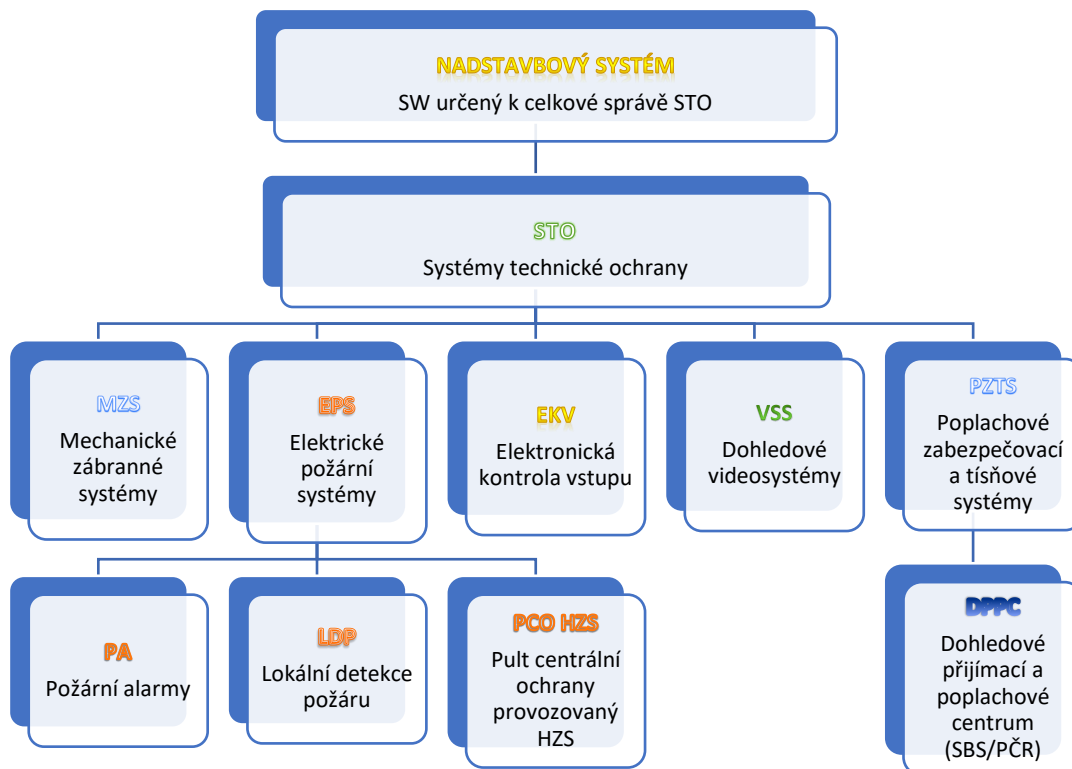 NADSTAVBOVÝ SYSTÉM
SW určený k celkové správě STO
STO
Systémy technické ochrany
MZS
Mechanické
zábranné
systémy
EPS
Elektrické
požární
systémy
EKV
Elektronická
kontrola vstupu
VSS
Dohledové
videosystémy
PZTS
Poplachové
zabezpečovací
a tísňové
systémy
PA
Požární alarmy
LDP
Lokální detekce
požáru
PCO HZS
Pult centrální
ochrany
provozovaný
HZS
DPPC
Dohledové
přijímací a
poplachové
centrum
(SBS/PČR)